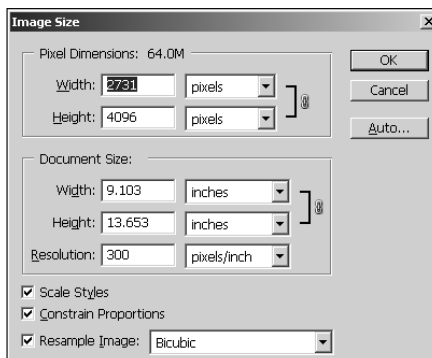 Image Size
Pixel Dimensions: 64.0M
OK
Width: 2731 pixels
Cancel
Height: 4096 pixels
Auto...
Document Size:
Width: 9.103 inches
Height: 13.653 inches
Resolution: 300 pixels/inch
Scale Styles
Constrain Proportions
Resample Image: Bicubic